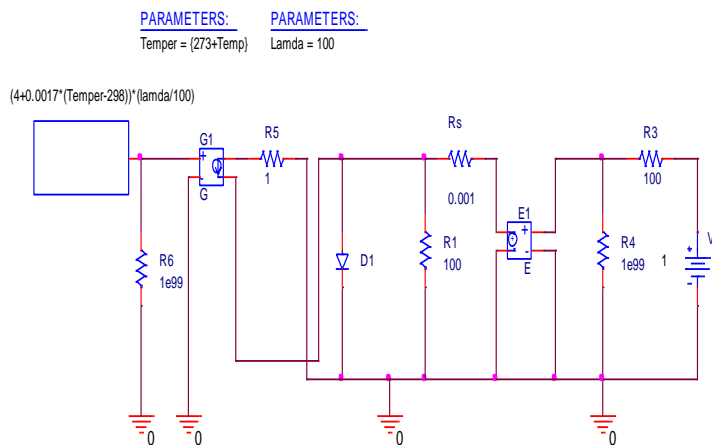 PARAMETERS: PARAMETERS:
Temper = {273+Temp} Lamda = 100
(4+0.0017*(Temper-298))*(lamda/100)
G1
+
-
G
R5
1
Rs
0.001
R3
100
E1
+
-
E
R6
1e99
D1
R1
100
R4
1e99
V
1
+
-
0
0
0
0